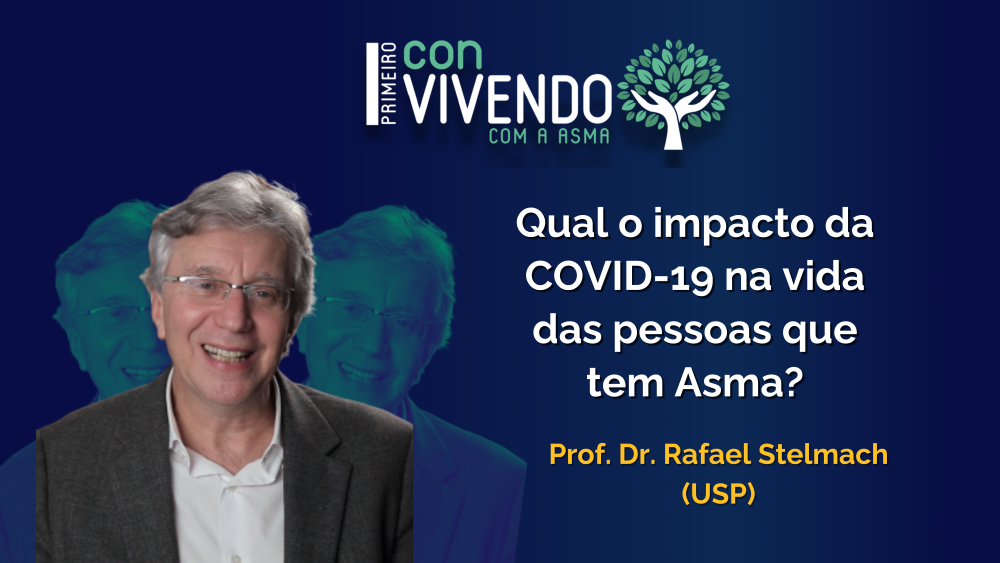 PRIMEIRO
con
VIVENDO
COM A ASMA
Qual o impacto da
COVID-19 na vida
das pessoas que
tem Asma?
Prof. Dr. Rafael Stelmach
(USP)